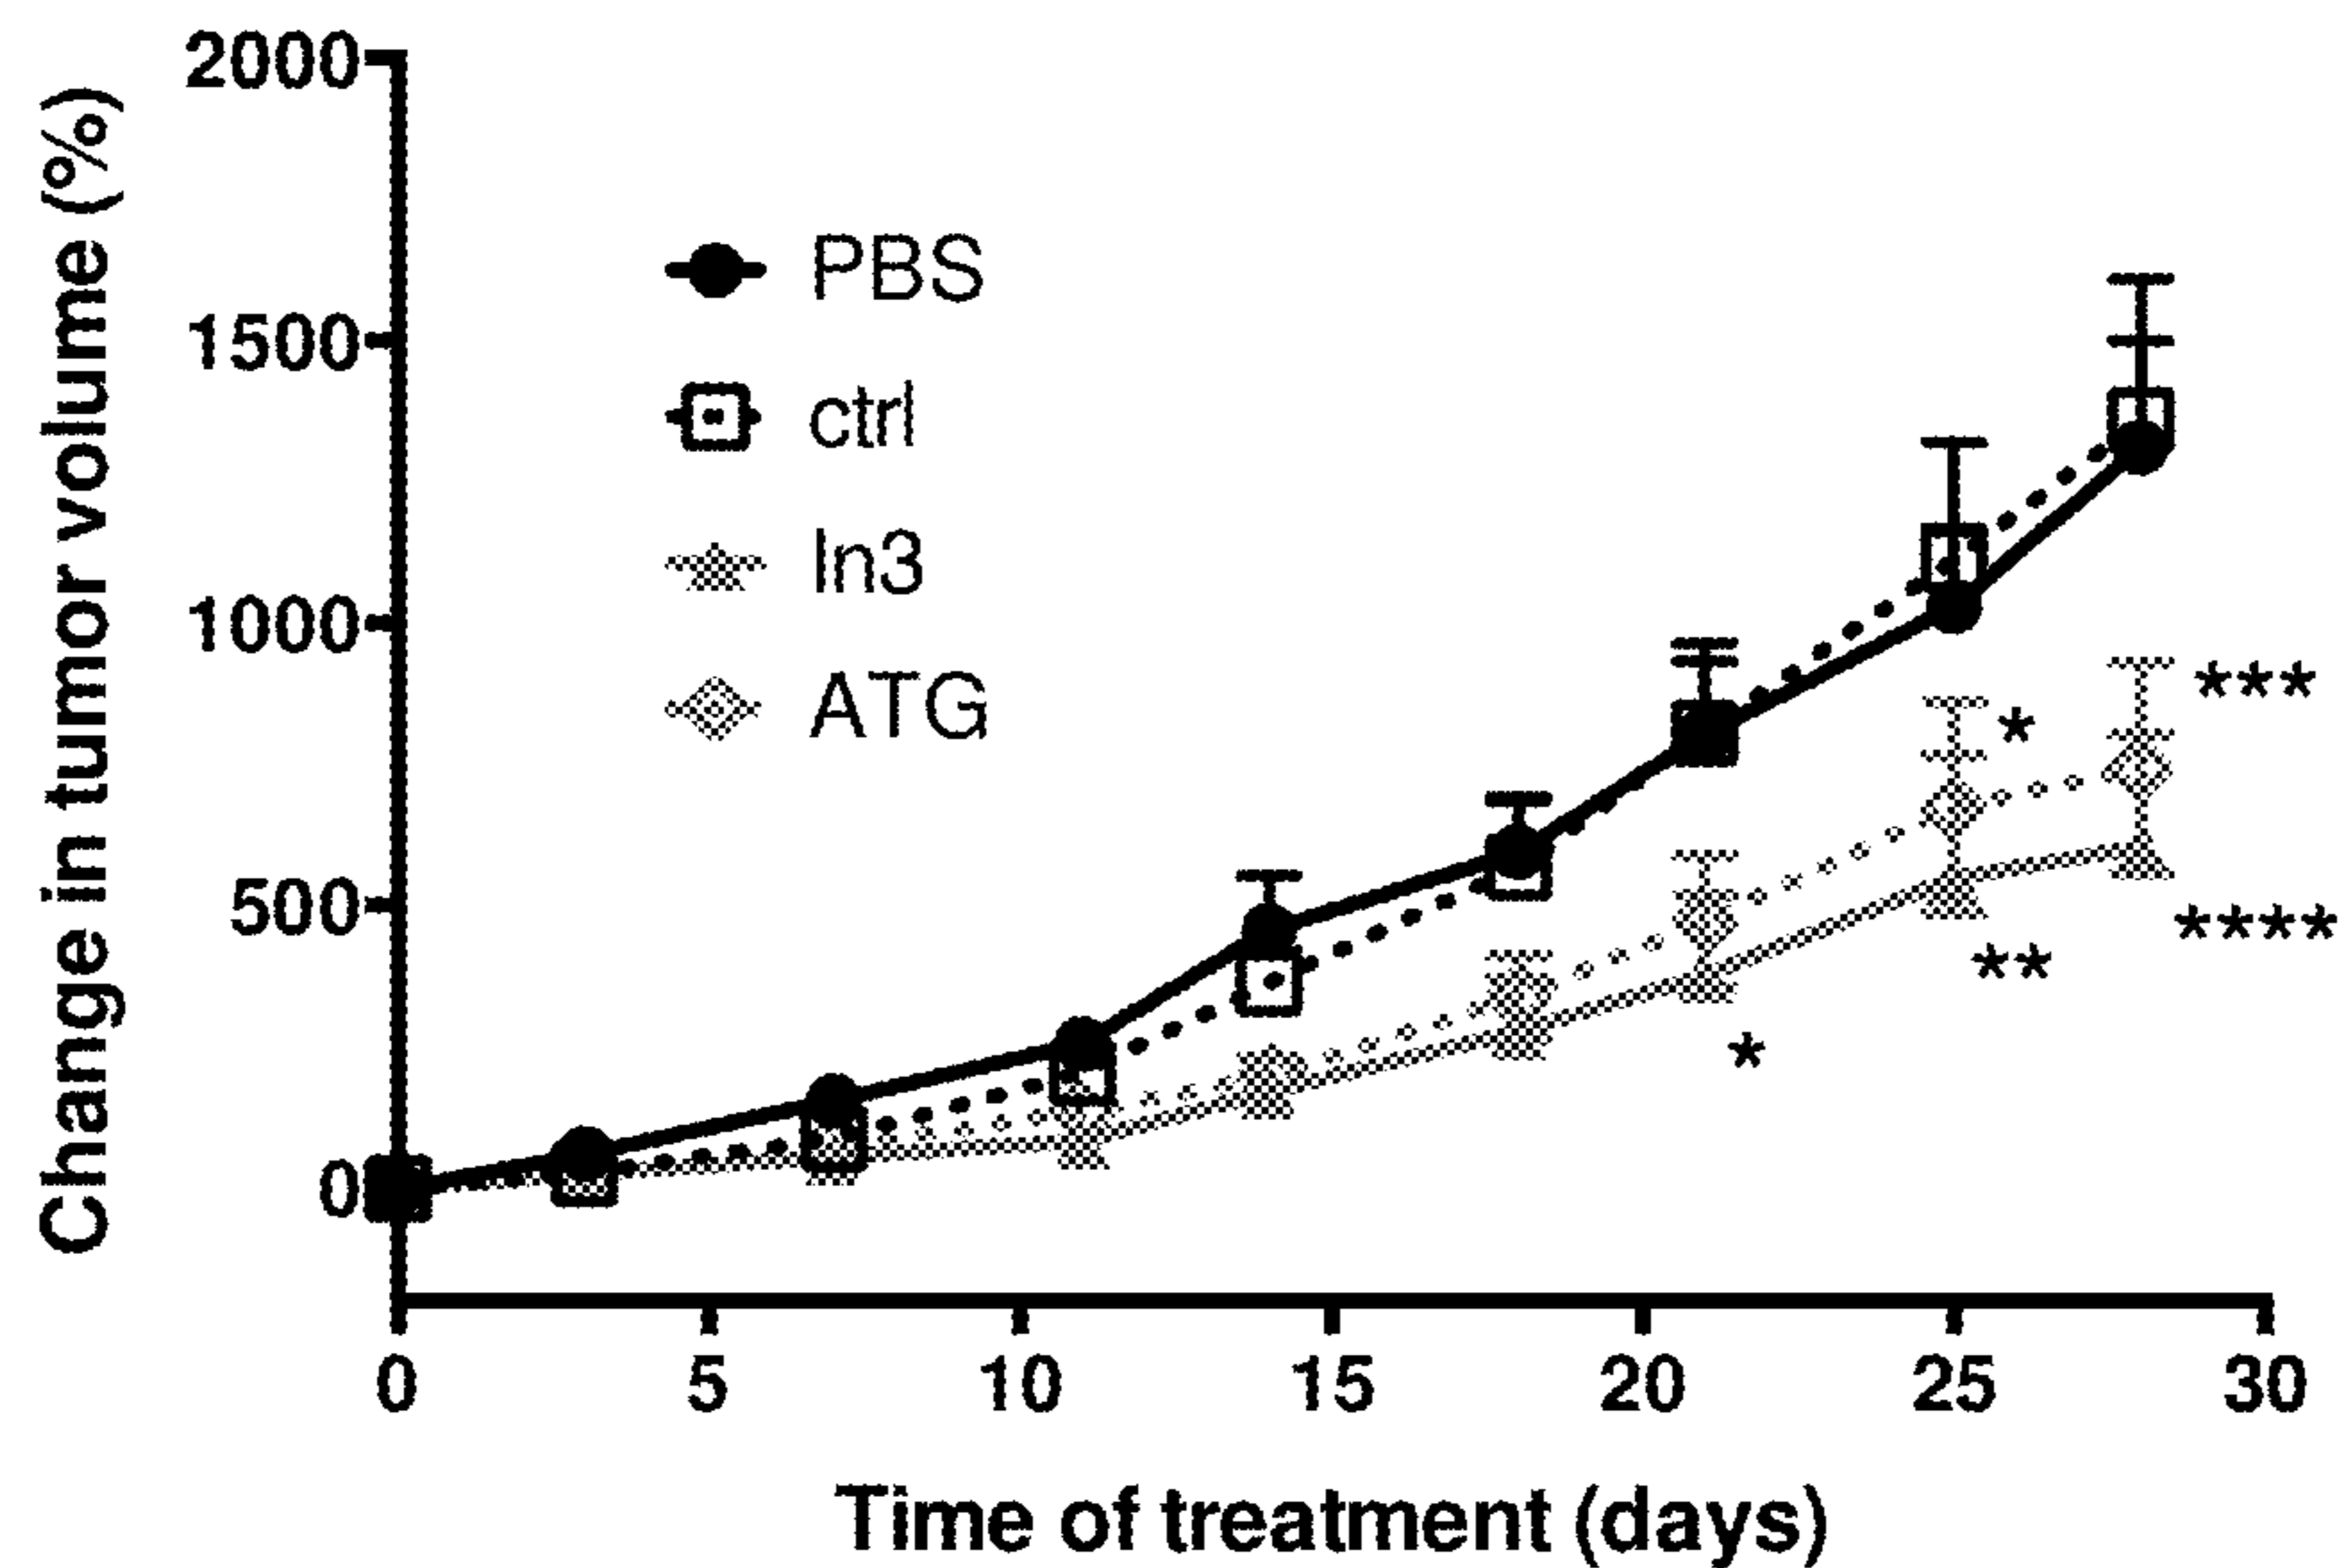 Change in tumor volume (%)
2000
1500
1000
500
0
PBS
ctrl
In3
ATG
***
*
****
**
*
0 5 10 15 20 25 30
Time of treatment (days)